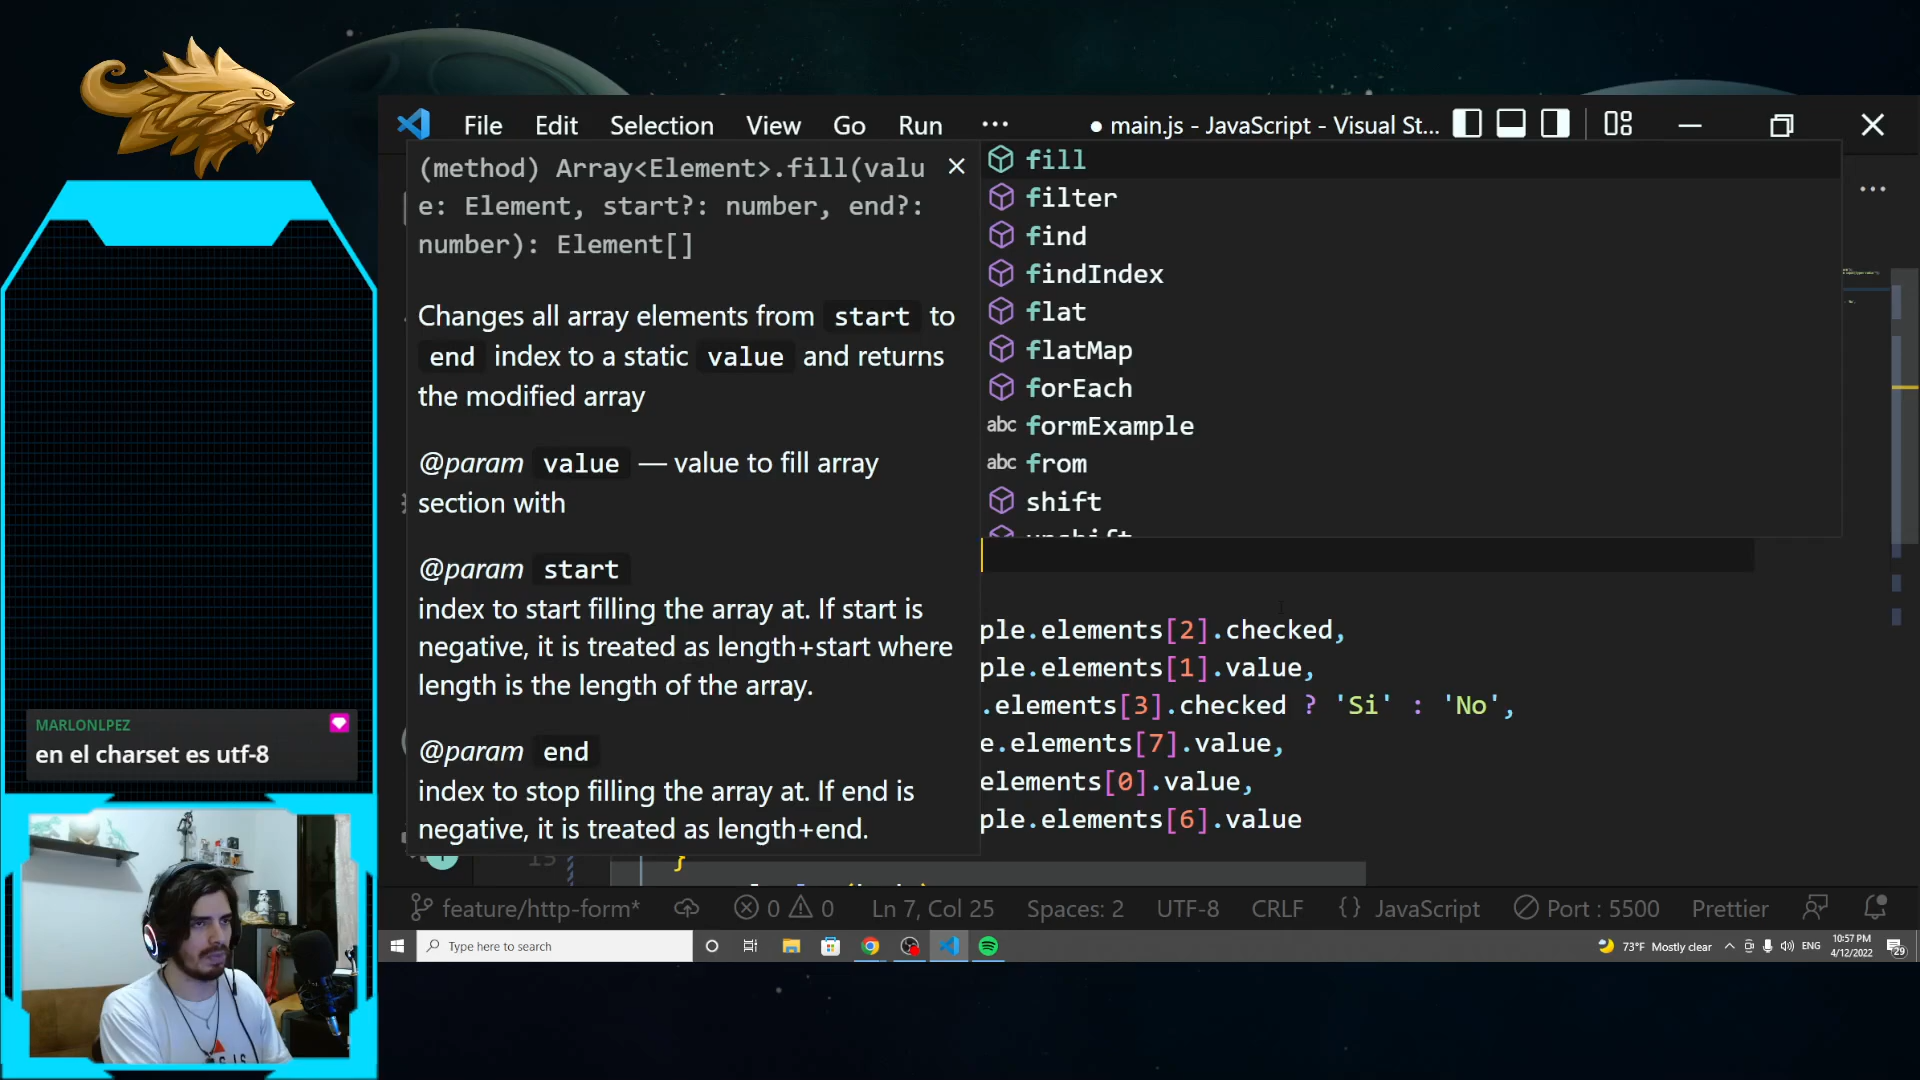 File Edit Selection View Go Run ··· ● main.js - JavaScript - Visual St...
(method) Array<Element>.fill(valu
e: Element, start?: number, end?:
number): Element[]
Changes all array elements from start to
end index to a static value and returns
the modified array
@param value — value to fill array
section with
@param start
index to start filling the array at. If start is
negative, it is treated as length+start where
length is the length of the array.
@param end
index to stop filling the array at. If end is
negative, it is treated as length+end.
fill
filter
find
findIndex
flat
flatMap
forEach
abc formExample
abc from
shift
unshift
ple.elements[2].checked,
ple.elements[1].value,
.elements[3].checked ? 'Si' : 'No',
e.elements[7].value,
elements[0].value,
ple.elements[6].value
15 }
feature/http-form* 0 0 Ln 7, Col 25 Spaces: 2 UTF-8 CRLF {} JavaScript Port : 5500 Prettier
Type here to search
73°F Mostly clear ENG
10:57 PM
4/12/2022
29
MARLONLPEZ
en el charset es utf-8